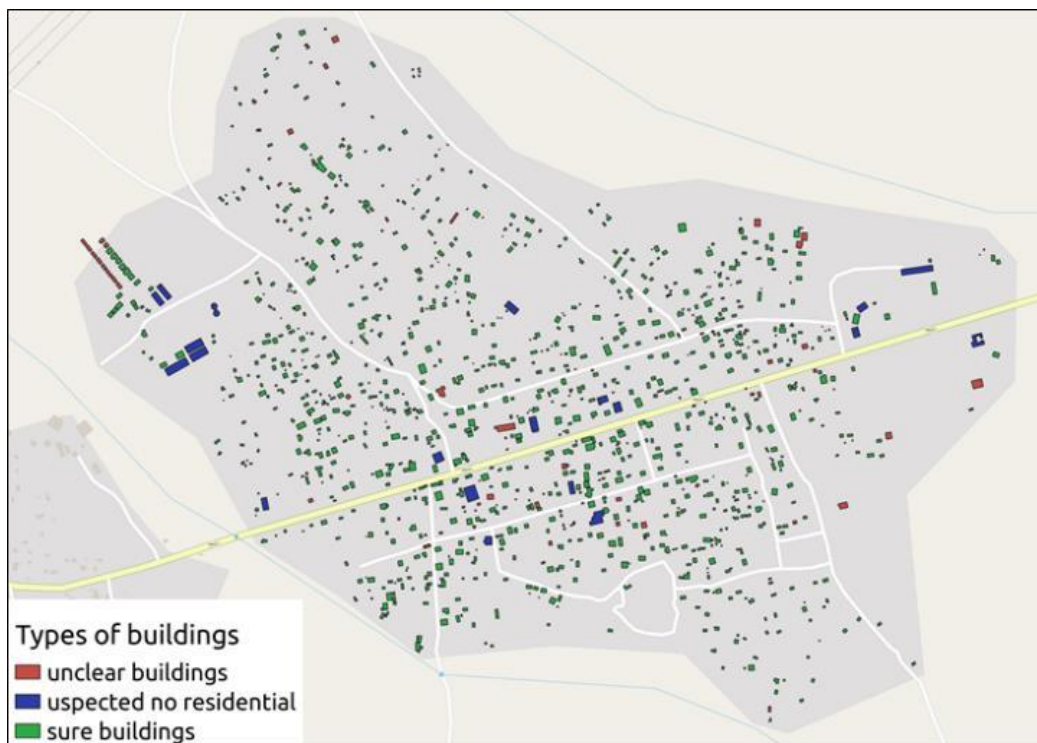 Types of buildings
unclear buildings
uspected no residential
sure buildings